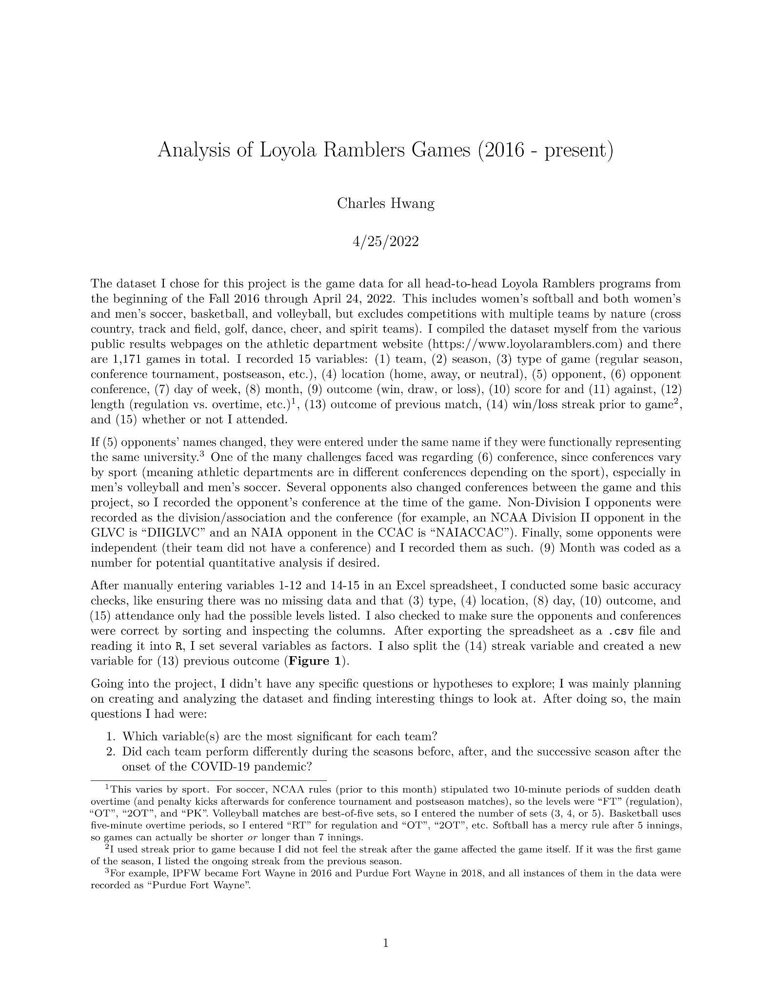 Analysis of Loyola Ramblers Games (2016 - present)
Charles Hwang
4/25/2022
The dataset I chose for this project is the game data for all head-to-head Loyola Ramblers programs from
the beginning of the Fall 2016 through April 24, 2022. This includes women's softball and both women's
and men's soccer, basketball, and volleyball, but excludes competitions with multiple teams by nature (cross
country, track and field, golf, dance, cheer, and spirit teams). I compiled the dataset myself from the various
public results webpages on the athletic department website (https://www.loyolaramblers.com) and there
are 1,171 games in total. I recorded 15 variables: (1) team, (2) season, (3) type of game (regular season,
conference tournament, postseason, etc.), (4) location (home, away, or neutral), (5) opponent, (6) opponent
conference, (7) day of week, (8) month, (9) outcome (win, draw, or loss), (10) score for and (11) against, (12)
length (regulation vs. overtime, etc.)¹, (13) outcome of previous match, (14) win/loss streak prior to game²,
and (15) whether or not I attended.
If (5) opponents' names changed, they were entered under the same name if they were functionally representing
the same university.³ One of the many challenges faced was regarding (6) conference, since conferences vary
by sport (meaning athletic departments are in different conferences depending on the sport), especially in
men's volleyball and men's soccer. Several opponents also changed conferences between the game and this
project, so I recorded the opponent's conference at the time of the game. Non-Division I opponents were
recorded as the division/association and the conference (for example, an NCAA Division II opponent in the
GLVC is “DIIGLVC” and an NAIA opponent in the CCAC is “NAIACCAC”). Finally, some opponents were
independent (their team did not have a conference) and I recorded them as such. (9) Month was coded as a
number for potential quantitative analysis if desired.
After manually entering variables 1-12 and 14-15 in an Excel spreadsheet, I conducted some basic accuracy
checks, like ensuring there was no missing data and that (3) type, (4) location, (8) day, (10) outcome, and
(15) attendance only had the possible levels listed. I also checked to make sure the opponents and conferences
were correct by sorting and inspecting the columns. After exporting the spreadsheet as a .csv file and
reading it into R, I set several variables as factors. I also split the (14) streak variable and created a new
variable for (13) previous outcome (Figure 1).
Going into the project, I didn't have any specific questions or hypotheses to explore; I was mainly planning
on creating and analyzing the dataset and finding interesting things to look at. After doing so, the main
questions I had were:
1. Which variable(s) are the most significant for each team?
2. Did each team perform differently during the seasons before, after, and the successive season after the
onset of the COVID-19 pandemic?
¹This varies by sport. For soccer, NCAA rules (prior to this month) stipulated two 10-minute periods of sudden death
overtime (and penalty kicks afterwards for conference tournament and postseason matches), so the levels were “FT” (regulation),
“OT”, “2OT”, and “PK”. Volleyball matches are best-of-five sets, so I entered the number of sets (3, 4, or 5). Basketball uses
five-minute overtime periods, so I entered “RT” for regulation and “OT”, “2OT”, etc. Softball has a mercy rule after 5 innings,
so games can actually be shorter or longer than 7 innings.
²I used streak prior to game because I did not feel the streak after the game affected the game itself. If it was the first game
of the season, I listed the ongoing streak from the previous season.
³For example, IPFW became Fort Wayne in 2016 and Purdue Fort Wayne in 2018, and all instances of them in the data were
recorded as “Purdue Fort Wayne”.
1